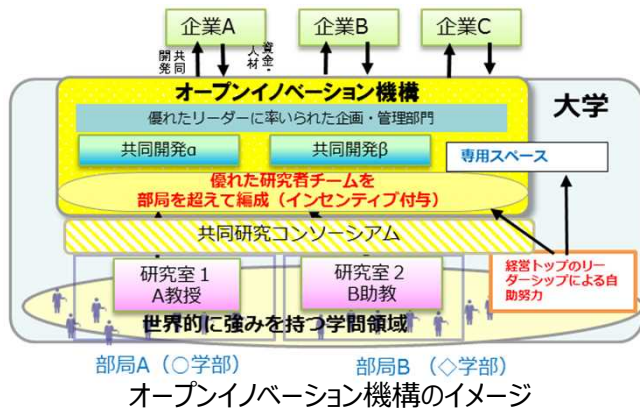 企業A
企業B
企業C
共同
開発
資金・
人材
オープンイノベーション機構
大学
優れたリーダーに率いられた企画・管理部門
共同開発α
共同開発β
専用スペース
優れた研究者チームを
部局を超えて編成（インセンティブ付与）
共同研究コンソーシアム
研究室１
A教授
研究室２
B助教
経営トップのリー
ダーシップによる自
助努力
世界的に強みを持つ学問領域
部局A（○学部）
部局B （◇学部）
オープンイノベーション機構のイメージ